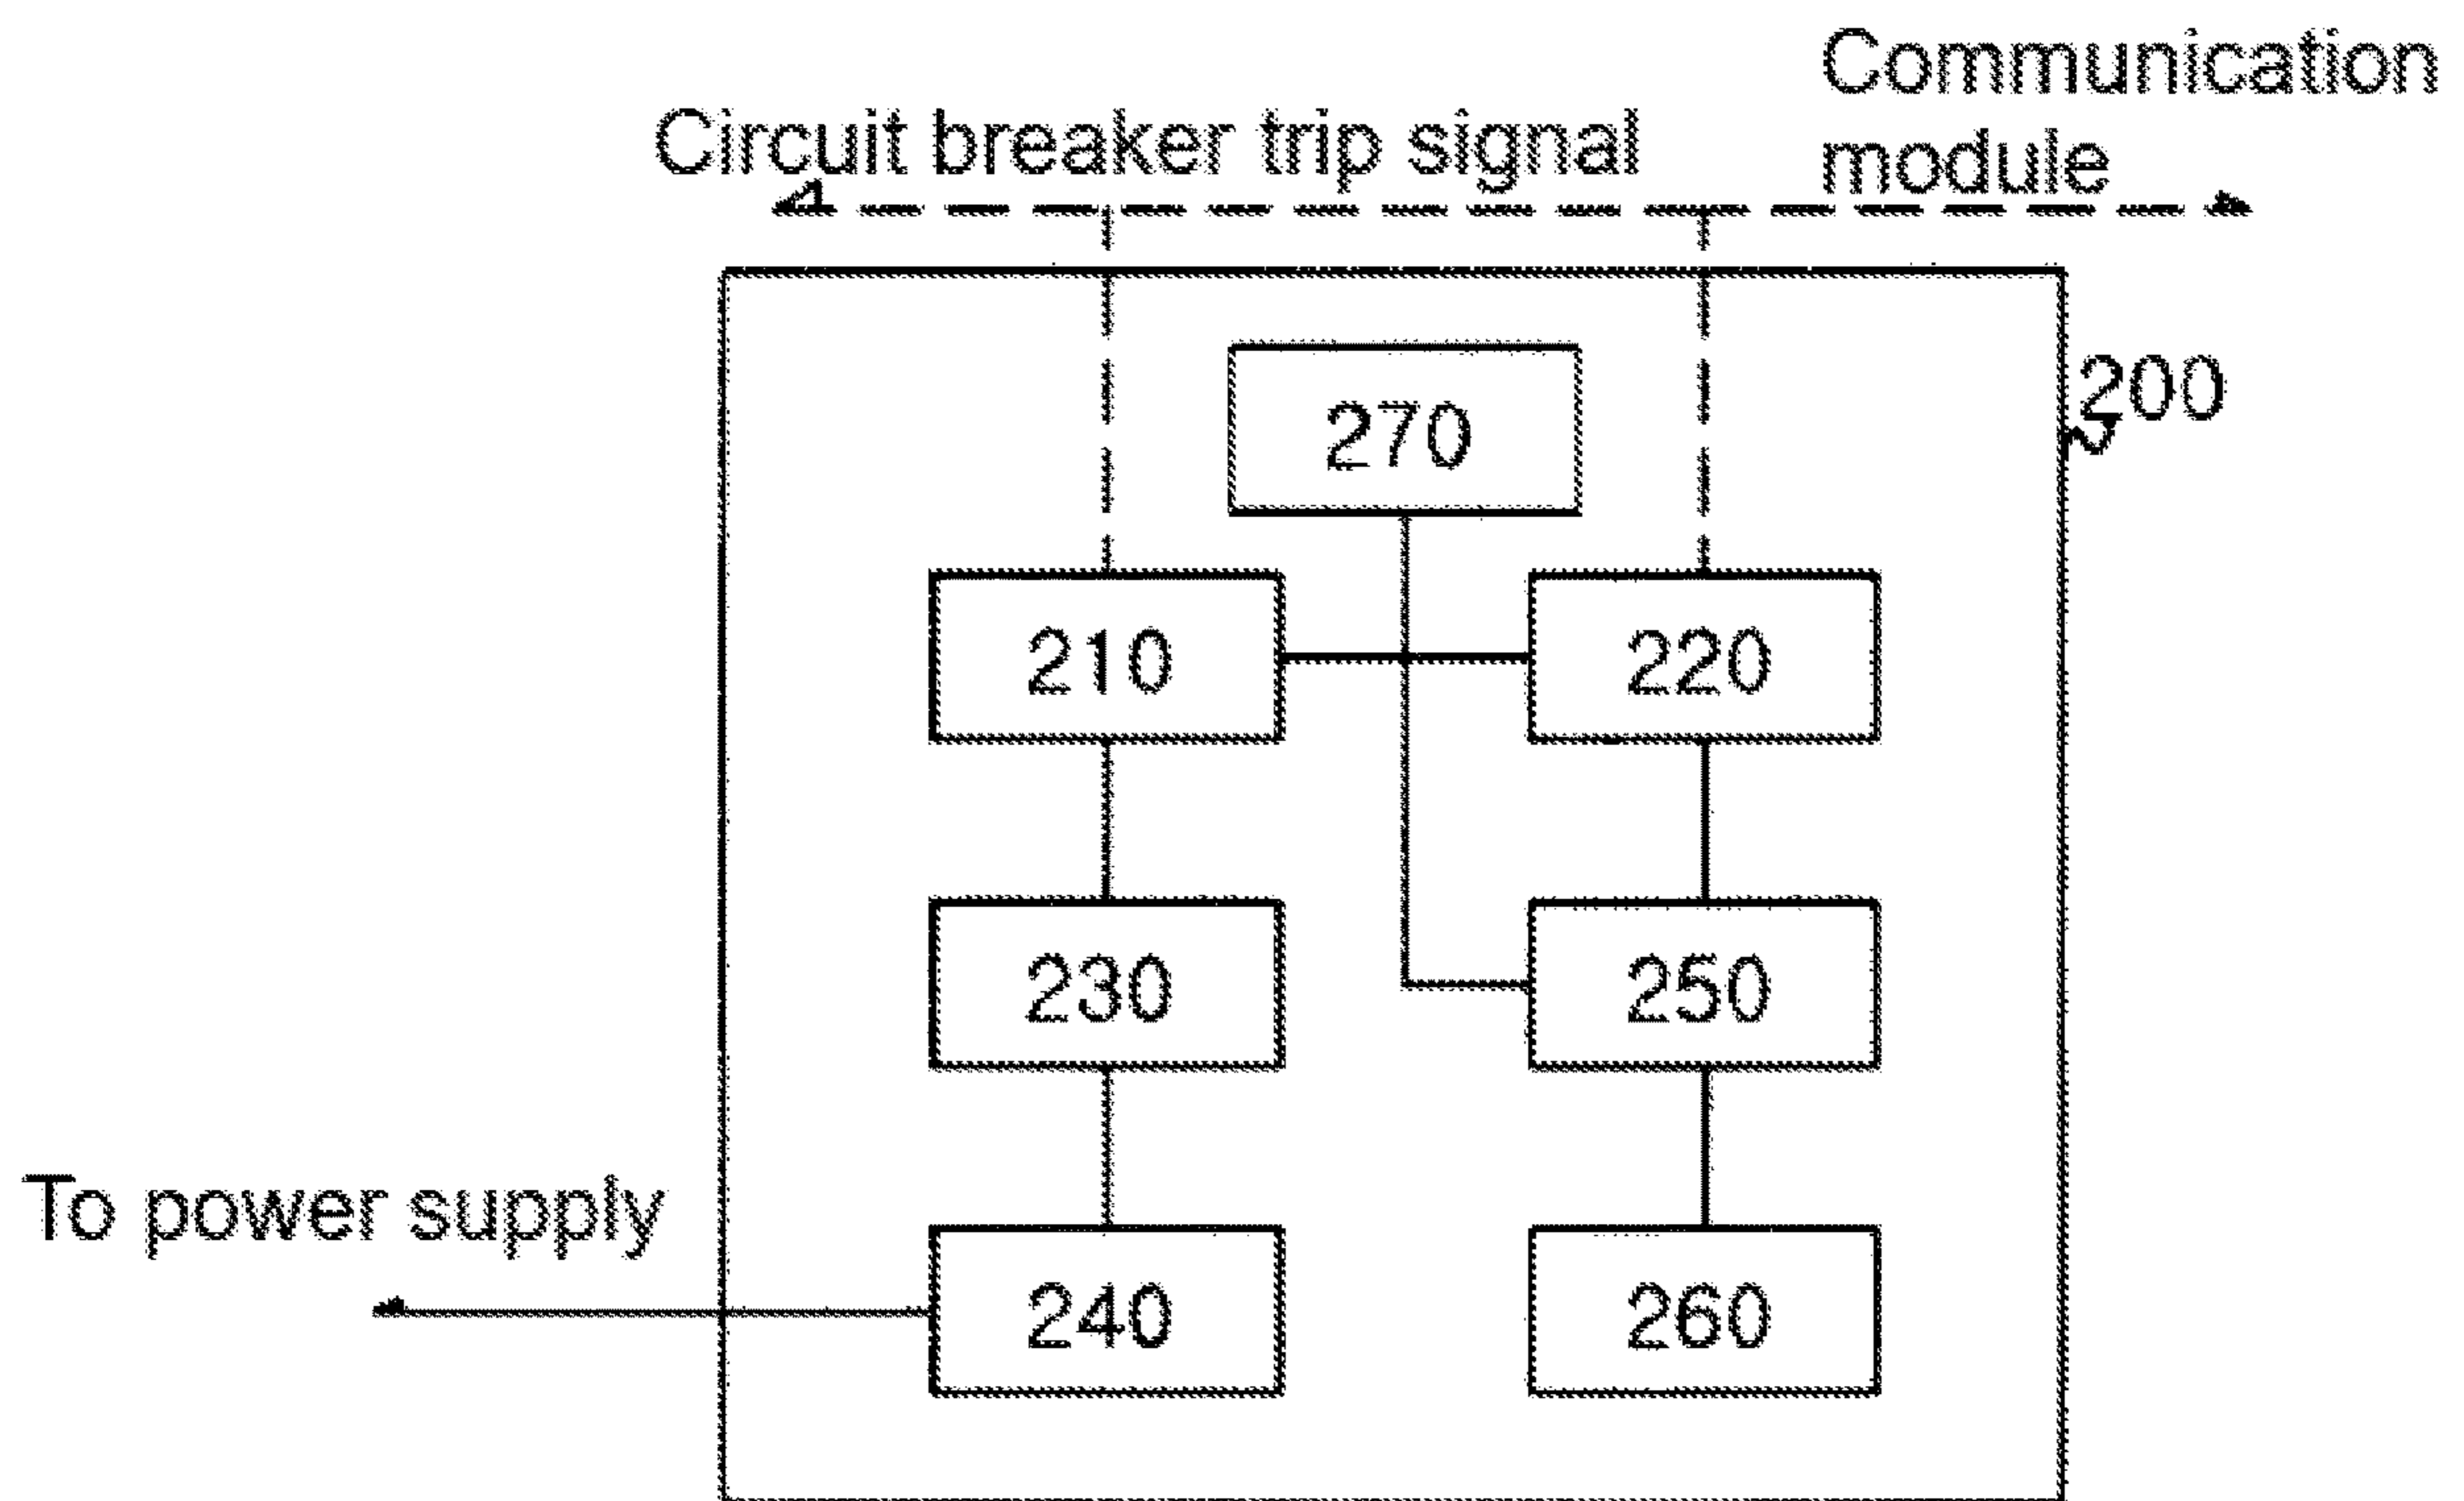 Communication
module
Circuit breaker trip signal
200
270
210
220
230
250
To power supply
240
260